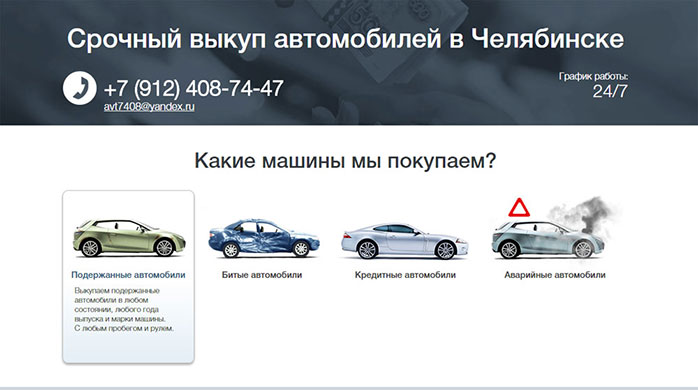 Срочный выкуп автомобилей в Челябинске
+7 (912) 408-74-47
avt7408@yandex.ru
График работы:
24/7
Какие машины мы покупаем?
Подержанные автомобили
Выкупаем подержанные
автомобили в любом
состоянии, любого года
выпуска и марки машины.
С любым пробегом и рулем.
Битые автомобили
Кредитные автомобили
Аварийные автомобили